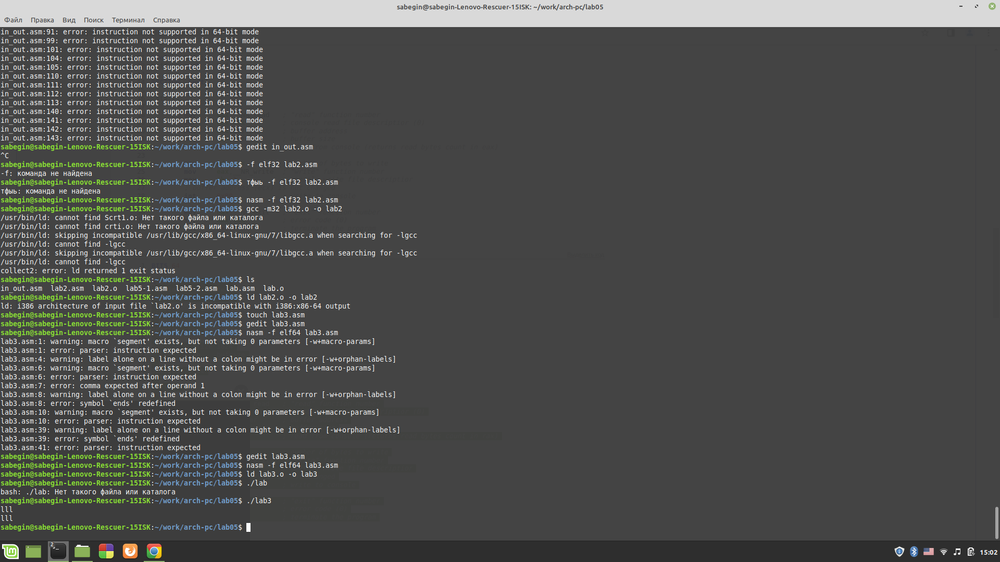 sabegin@sabegin-Lenovo-Rescuer-15ISK: ~/work/arch-pc/lab05
Файл Правка Вид Поиск Терминал Справка
in_out.asm:91: error: instruction not supported in 64-bit mode
in_out.asm:99: error: instruction not supported in 64-bit mode
in_out.asm:101: error: instruction not supported in 64-bit mode
in_out.asm:104: error: instruction not supported in 64-bit mode
in_out.asm:105: error: instruction not supported in 64-bit mode
in_out.asm:110: error: instruction not supported in 64-bit mode
in_out.asm:111: error: instruction not supported in 64-bit mode
in_out.asm:112: error: instruction not supported in 64-bit mode
in_out.asm:113: error: instruction not supported in 64-bit mode
in_out.asm:140: error: instruction not supported in 64-bit mode
in_out.asm:141: error: instruction not supported in 64-bit mode
in_out.asm:142: error: instruction not supported in 64-bit mode
in_out.asm:143: error: instruction not supported in 64-bit mode
sabegin@sabegin-Lenovo-Rescuer-15ISK:~/work/arch-pc/lab05$ gedit in_out.asm
^C
sabegin@sabegin-Lenovo-Rescuer-15ISK:~/work/arch-pc/lab05$ -f elf32 lab2.asm
-f: команда не найдена
sabegin@sabegin-Lenovo-Rescuer-15ISK:~/work/arch-pc/lab05$ тфыь -f elf32 lab2.asm
тфыь: команда не найдена
sabegin@sabegin-Lenovo-Rescuer-15ISK:~/work/arch-pc/lab05$ nasm -f elf32 lab2.asm
sabegin@sabegin-Lenovo-Rescuer-15ISK:~/work/arch-pc/lab05$ gcc -m32 lab2.o -o lab2
/usr/bin/ld: cannot find Scrt1.o: Нет такого файла или каталога
/usr/bin/ld: cannot find crti.o: Нет такого файла или каталога
/usr/bin/ld: skipping incompatible /usr/lib/gcc/x86_64-linux-gnu/7/libgcc.a when searching for -lgcc
/usr/bin/ld: cannot find -lgcc
/usr/bin/ld: skipping incompatible /usr/lib/gcc/x86_64-linux-gnu/7/libgcc.a when searching for -lgcc
/usr/bin/ld: cannot find -lgcc
collect2: error: ld returned 1 exit status
sabegin@sabegin-Lenovo-Rescuer-15ISK:~/work/arch-pc/lab05$ ls
in_out.asm  lab2.asm  lab2.o  lab5-1.asm  lab5-2.asm  lab.asm  lab.o
sabegin@sabegin-Lenovo-Rescuer-15ISK:~/work/arch-pc/lab05$ ld lab2.o -o lab2
ld: i386 architecture of input file `lab2.o' is incompatible with i386:x86-64 output
sabegin@sabegin-Lenovo-Rescuer-15ISK:~/work/arch-pc/lab05$ touch lab3.asm
sabegin@sabegin-Lenovo-Rescuer-15ISK:~/work/arch-pc/lab05$ gedit lab3.asm
sabegin@sabegin-Lenovo-Rescuer-15ISK:~/work/arch-pc/lab05$ nasm -f elf64 lab3.asm
lab3.asm:1: warning: macro `segment' exists, but not taking 0 parameters [-w+macro-params]
lab3.asm:1: error: parser: instruction expected
lab3.asm:4: warning: label alone on a line without a colon might be in error [-w+orphan-labels]
lab3.asm:6: warning: macro `segment' exists, but not taking 0 parameters [-w+macro-params]
lab3.asm:6: error: parser: instruction expected
lab3.asm:7: error: comma expected after operand 1
lab3.asm:8: warning: label alone on a line without a colon might be in error [-w+orphan-labels]
lab3.asm:8: error: symbol `ends' redefined
lab3.asm:10: warning: macro `segment' exists, but not taking 0 parameters [-w+macro-params]
lab3.asm:10: error: parser: instruction expected
lab3.asm:39: warning: label alone on a line without a colon might be in error [-w+orphan-labels]
lab3.asm:39: error: symbol `ends' redefined
lab3.asm:41: error: parser: instruction expected
sabegin@sabegin-Lenovo-Rescuer-15ISK:~/work/arch-pc/lab05$ gedit lab3.asm
sabegin@sabegin-Lenovo-Rescuer-15ISK:~/work/arch-pc/lab05$ nasm -f elf64 lab3.asm
sabegin@sabegin-Lenovo-Rescuer-15ISK:~/work/arch-pc/lab05$ ld lab3.o -o lab3
sabegin@sabegin-Lenovo-Rescuer-15ISK:~/work/arch-pc/lab05$ ./lab
bash: ./lab: Нет такого файла или каталога
sabegin@sabegin-Lenovo-Rescuer-15ISK:~/work/arch-pc/lab05$ ./lab3
lll
lll
sabegin@sabegin-Lenovo-Rescuer-15ISK:~/work/arch-pc/lab05$
2
15:02